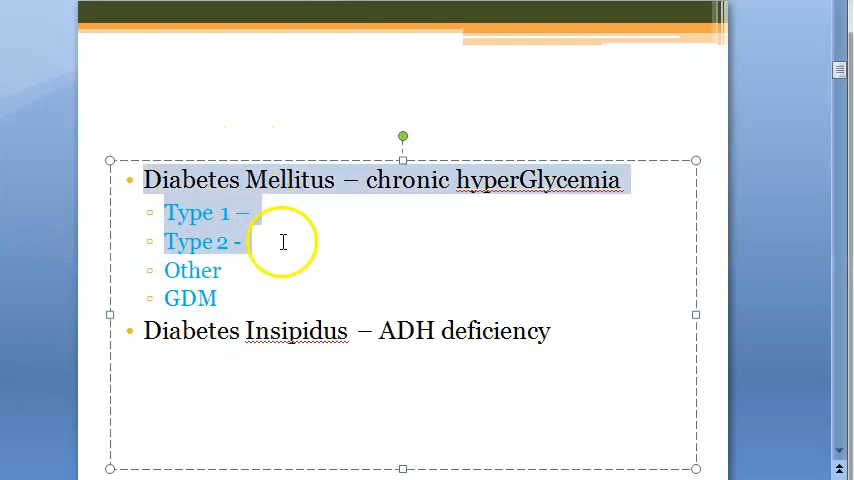 Diabetes Mellitus – chronic hyperGlycemia
Type 1 –
Type 2 -
Other
GDM
Diabetes Insipidus – ADH deficiency